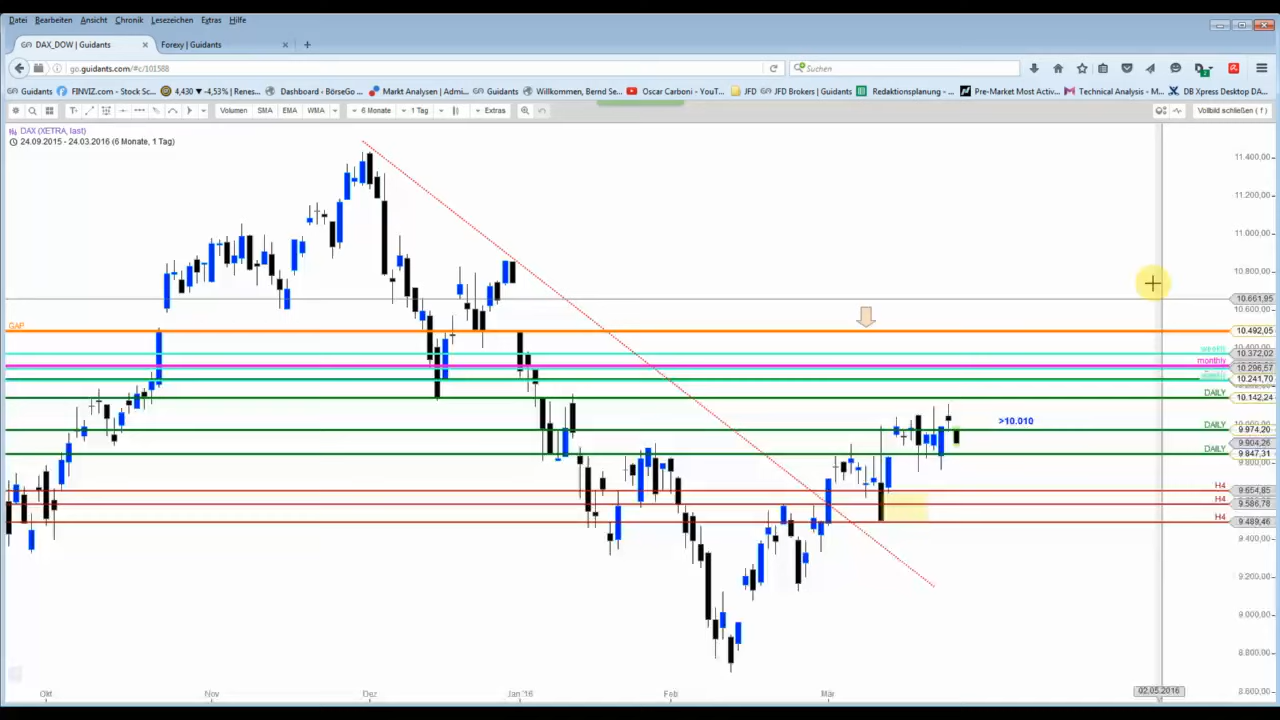 Datei Bearbeiten Ansicht Chronik Lesezeichen Extras Hilfe
DAX_DOW | Guidants Forexy | Guidants
go.guidants.com/#c/101588 Suchen
Guidants FINVIZ.com - Stock Sc... 4,430 ▼ -4,53% | Renes... Dashboard - BörseGo ... Markt Analysen | Admi... Guidants Willkommen, Bernd Se... Oscar Carboni - YouT... JFD JFD Brokers | Guidants Redaktionsplanung - ... Pre-Market Most Activ... Technical Analysis - M... DB Xpress Desktop DA...
Volumen SMA EMA WMA 6 Monate 1 Tag Extras Vollbild schließen ( f )
DAX (XETRA, last)
24.09.2015 - 24.03.2016 (6 Monate, 1 Tag)
11.400,00
11.200,00
11.000,00
10.800,00
10.661,95
10.600,00
GAP 10.492,05
10.372,02
monthly
10.296,57
10.241,70
DAILY 10.142,24
>10.010
DAILY 9.974,20
9.904,26
DAILY 9.847,31
9.800,00
H4 9.654,85
H4 9.586,78
H4 9.489,46
9.400,00
9.200,00
9.000,00
8.800,00
8.600,00
Okt Nov Dez Jan '16 Feb Mär 02.05.2016